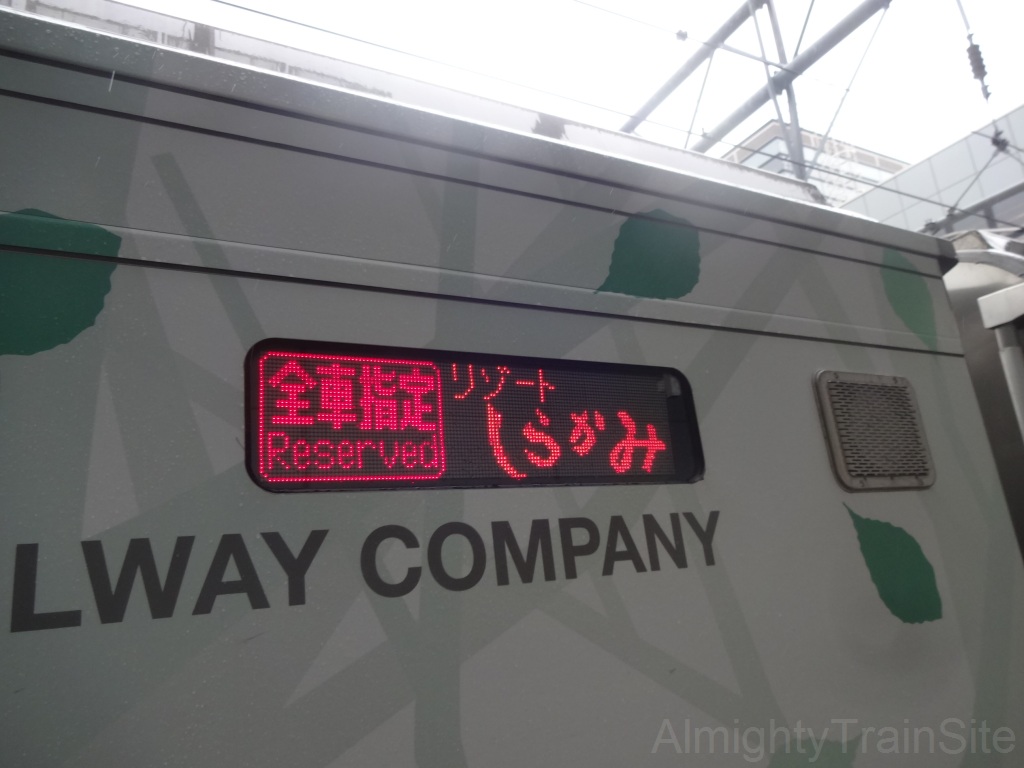 全車指定
Reserved
リゾート
しらかみ
LWAY COMPANY
AlmightyTrainSite